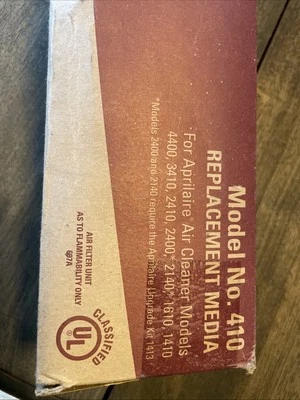 Model No. 410
REPLACEMENT MEDIA
For Aprilaire® Air Cleaner Models
4400, 3410, 2410, 2400*, 2140*, 1610, 1410
*Models 2400 and 2140 require the Aprilaire Upgrade Kit 1413
CLASSIFIED
UL
AIR FILTER UNIT
AS TO FLAMMABILITY ONLY